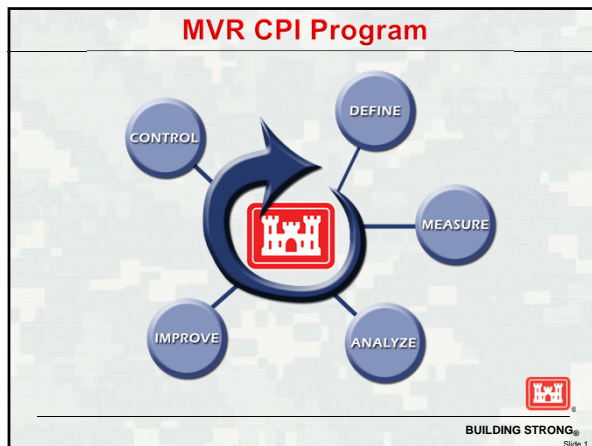 MVR CPI Program
DEFINE
CONTROL
MEASURE
IMPROVE
ANALYZE
®
BUILDING STRONG®
Slide 1